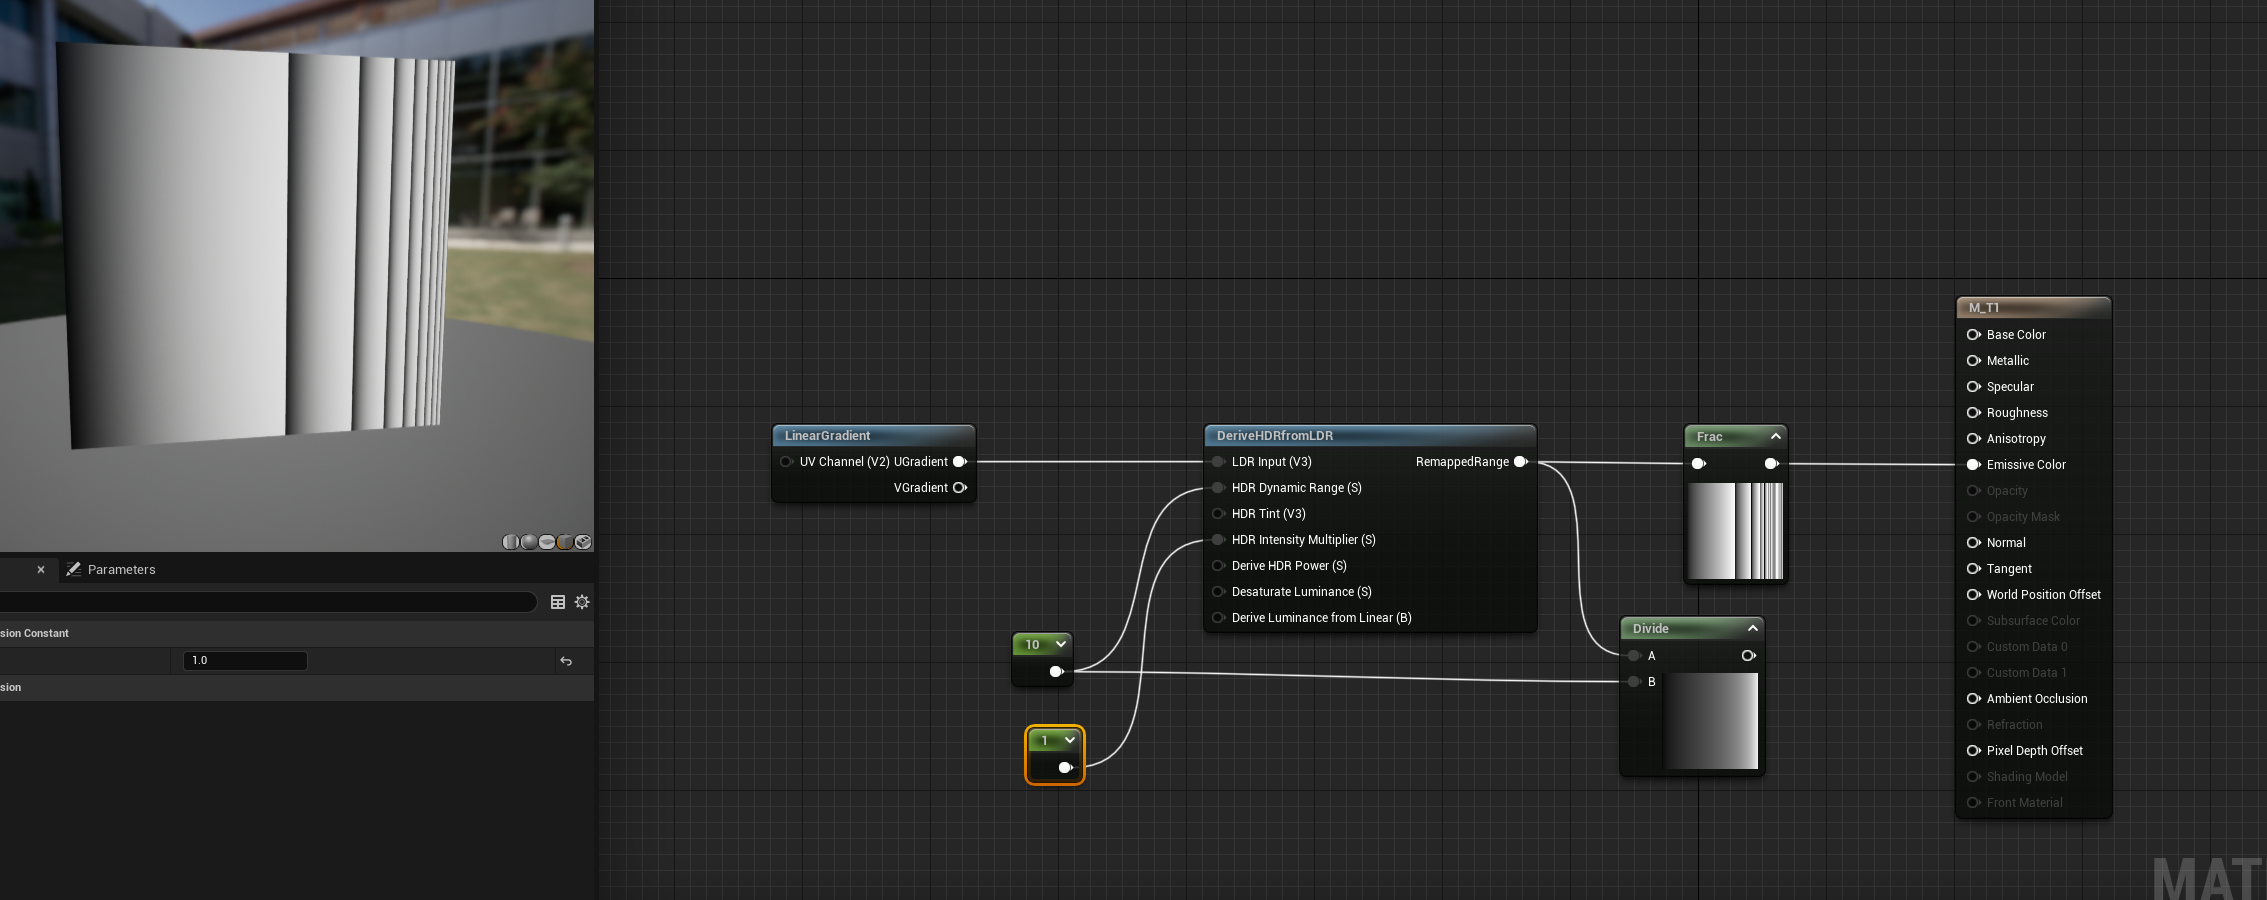 Parameters
sion Constant
1.0
sion
LinearGradient
UV Channel (V2) UGradient
VGradient
10
1
DeriveHDRfromLDR
LDR Input (V3) RemappedRange
HDR Dynamic Range (S)
HDR Tint (V3)
HDR Intensity Multiplier (S)
Derive HDR Power (S)
Desaturate Luminance (S)
Derive Luminance from Linear (B)
Frac
Divide
A
B
M_T1
Base Color
Metallic
Specular
Roughness
Anisotropy
Emissive Color
Opacity
Opacity Mask
Normal
Tangent
World Position Offset
Subsurface Color
Custom Data 0
Custom Data 1
Ambient Occlusion
Refraction
Pixel Depth Offset
Shading Model
Front Material
MAT